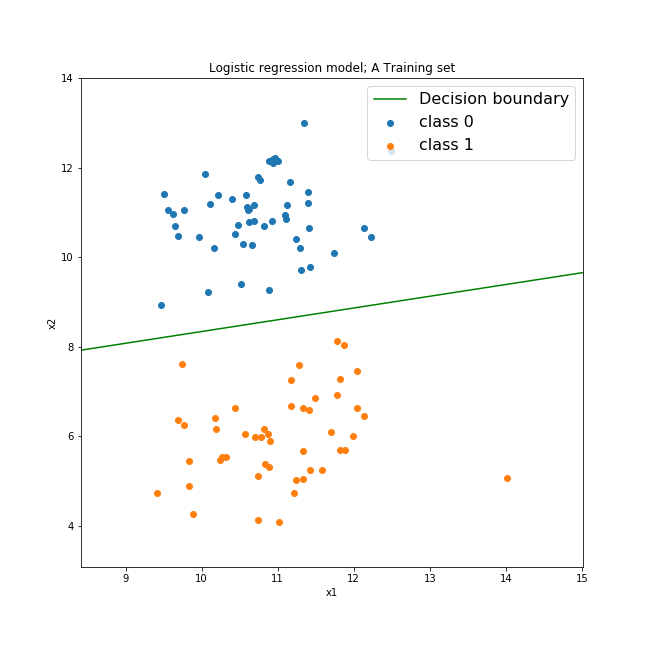 Logistic regression model; A Training set
Decision boundary
class 0
class 1
14
12
10
8
6
4
x2
9
10
11
12
13
14
15
x1